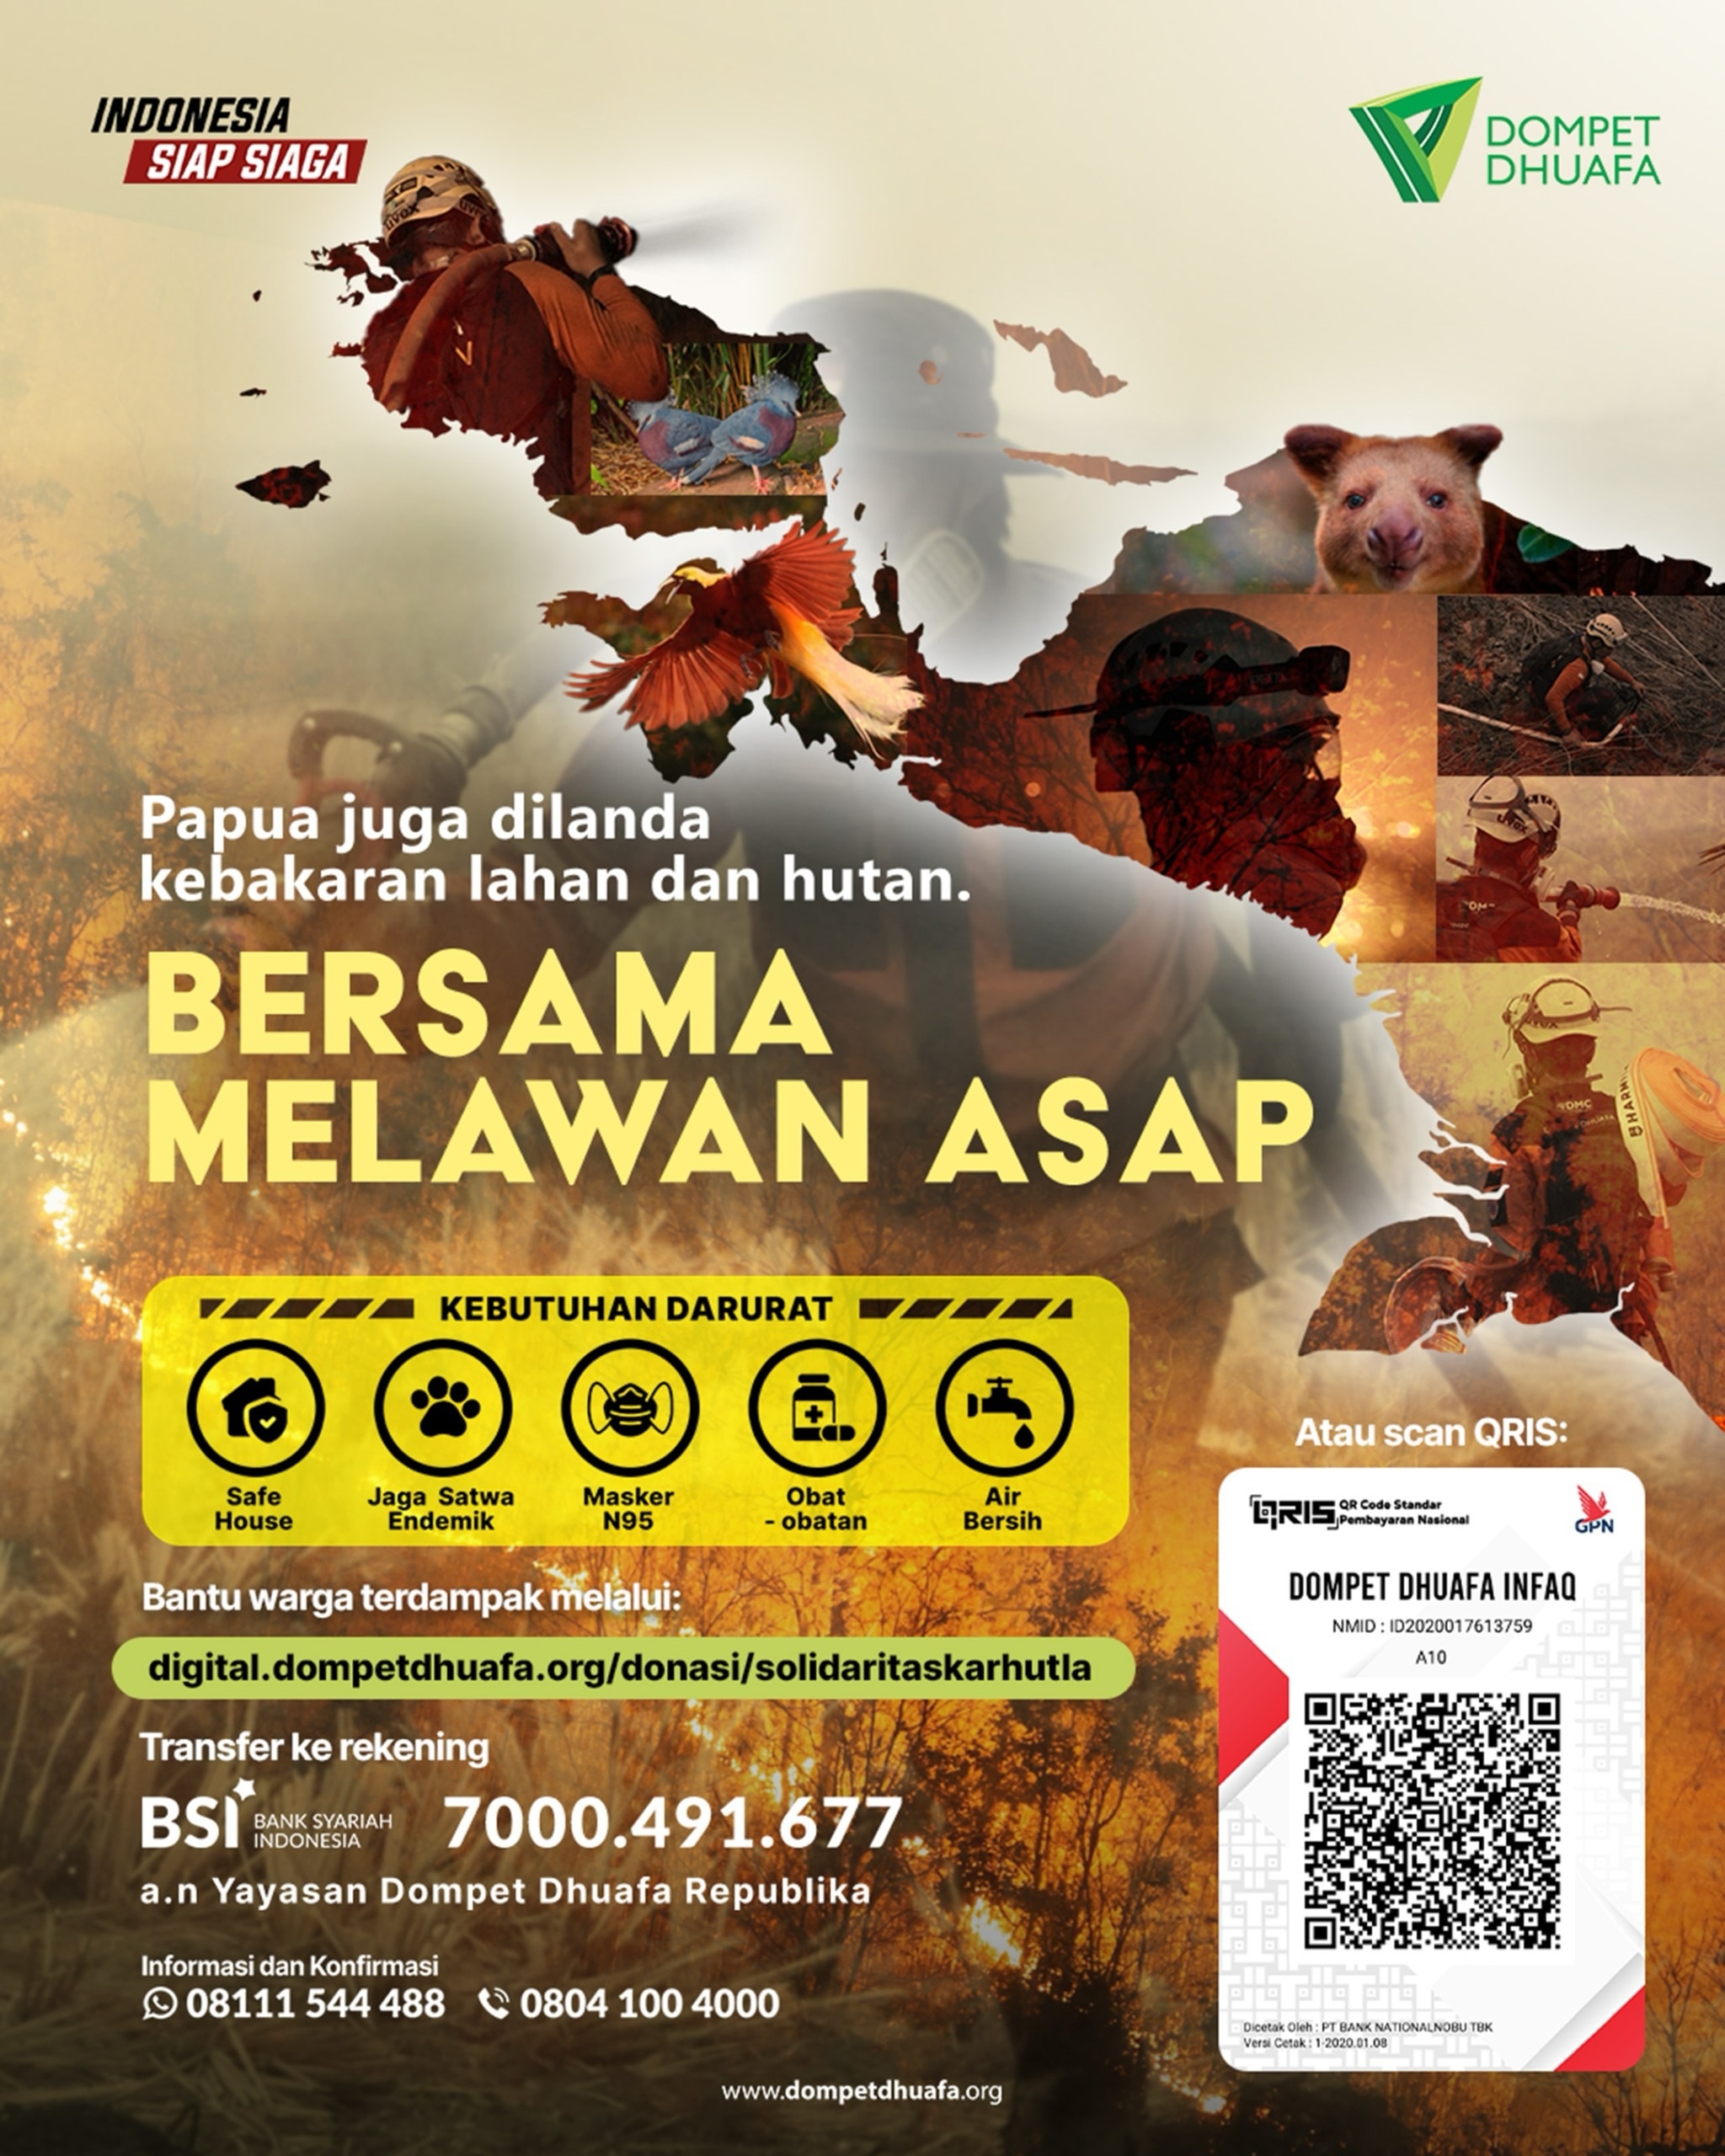 INDONESIA
SIAP SIAGA
DOMPET
DHUAFA
uvex
Papua juga dilanda
kebakaran lahan dan hutan.
BERSAMA
MELAWAN ASAP
uvex
DMC
DMC
KEBUTUHAN DARURAT
Safe
House
Jaga Satwa
Endemik
Masker
N95
Obat
- obatan
Air
Bersih
Bantu warga terdampak melalui:
digital.dompetdhuafa.org/donasi/solidaritaskarhutla
Transfer ke rekening
BSI BANK SYARIAH
INDONESIA
7000.491.677
a.n Yayasan Dompet Dhuafa Republika
Informasi dan Konfirmasi
08111 544 488 0804 100 4000
Atau scan QRIS:
QRIS QR Code Standar
Pembayaran Nasional
GPN
DOMPET DHUAFA INFAQ
NMID : ID2020017613759
A10
Dicetak Oleh : PT BANK NATIONALNOBU TBK
Versi Cetak : 1-2020.01.08
www.dompetdhuafa.org